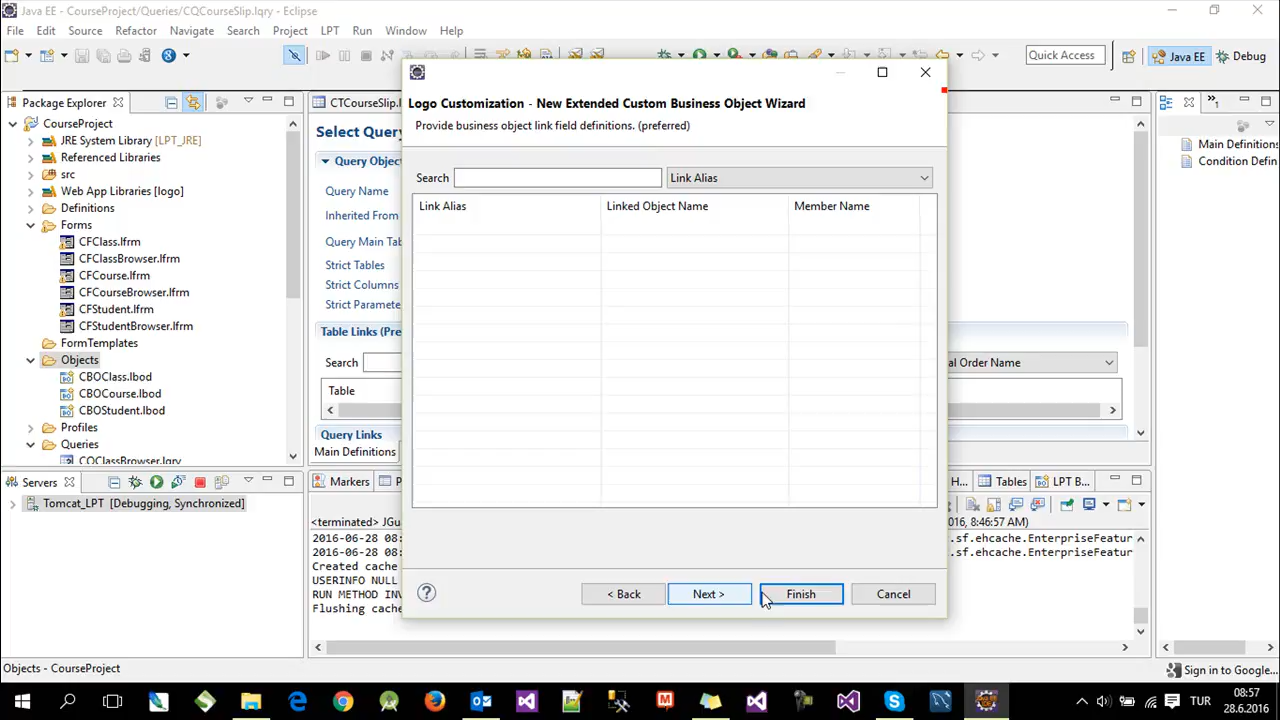 Java EE - CourseProject/Queries/CQCourseSlip.lqry - Eclipse
File Edit Source Refactor Navigate Search Project LPT Run Window Help
Quick Access
Java EE
Debug
Package Explorer
CourseProject
JRE System Library [LPT_JRE]
Referenced Libraries
src
Web App Libraries [logo]
Definitions
Forms
CFClass.lfrm
CFClassBrowser.lfrm
CFCourse.lfrm
CFCourseBrowser.lfrm
CFStudent.lfrm
CFStudentBrowser.lfrm
FormTemplates
Objects
CBOClass.lbod
CBOCourse.lbod
CBOStudent.lbod
Profiles
Queries
CQClassBrowser.lqry
Servers
Tomcat_LPT [Debugging, Synchronized]
CTCourseSlip.l
Select Query
Query Objec
Query Name
Inherited From
Query Main Tab
Strict Tables
Strict Columns
Strict Paramete
Table Links (Pre
Search
al Order Name
Table
Query Links
Main Definitions
Logo Customization - New Extended Custom Business Object Wizard
Provide business object link field definitions. (preferred)
Search
Link Alias
Link Alias Linked Object Name Member Name
< Back Next > Finish Cancel
Main Definitions
Condition Defin
Markers
P
H...
Tables
LPT B...
<terminated> JGua
016, 8:46:57 AM)
2016-06-28 08:
.sf.ehcache.EnterpriseFeatur
2016-06-28 08:
.sf.ehcache.EnterpriseFeatur
Created cache
USERINFO NULL
RUN METHOD INV
Flushing cache
Objects - CourseProject
Sign in to Google...
TUR
08:57
28.6.2016